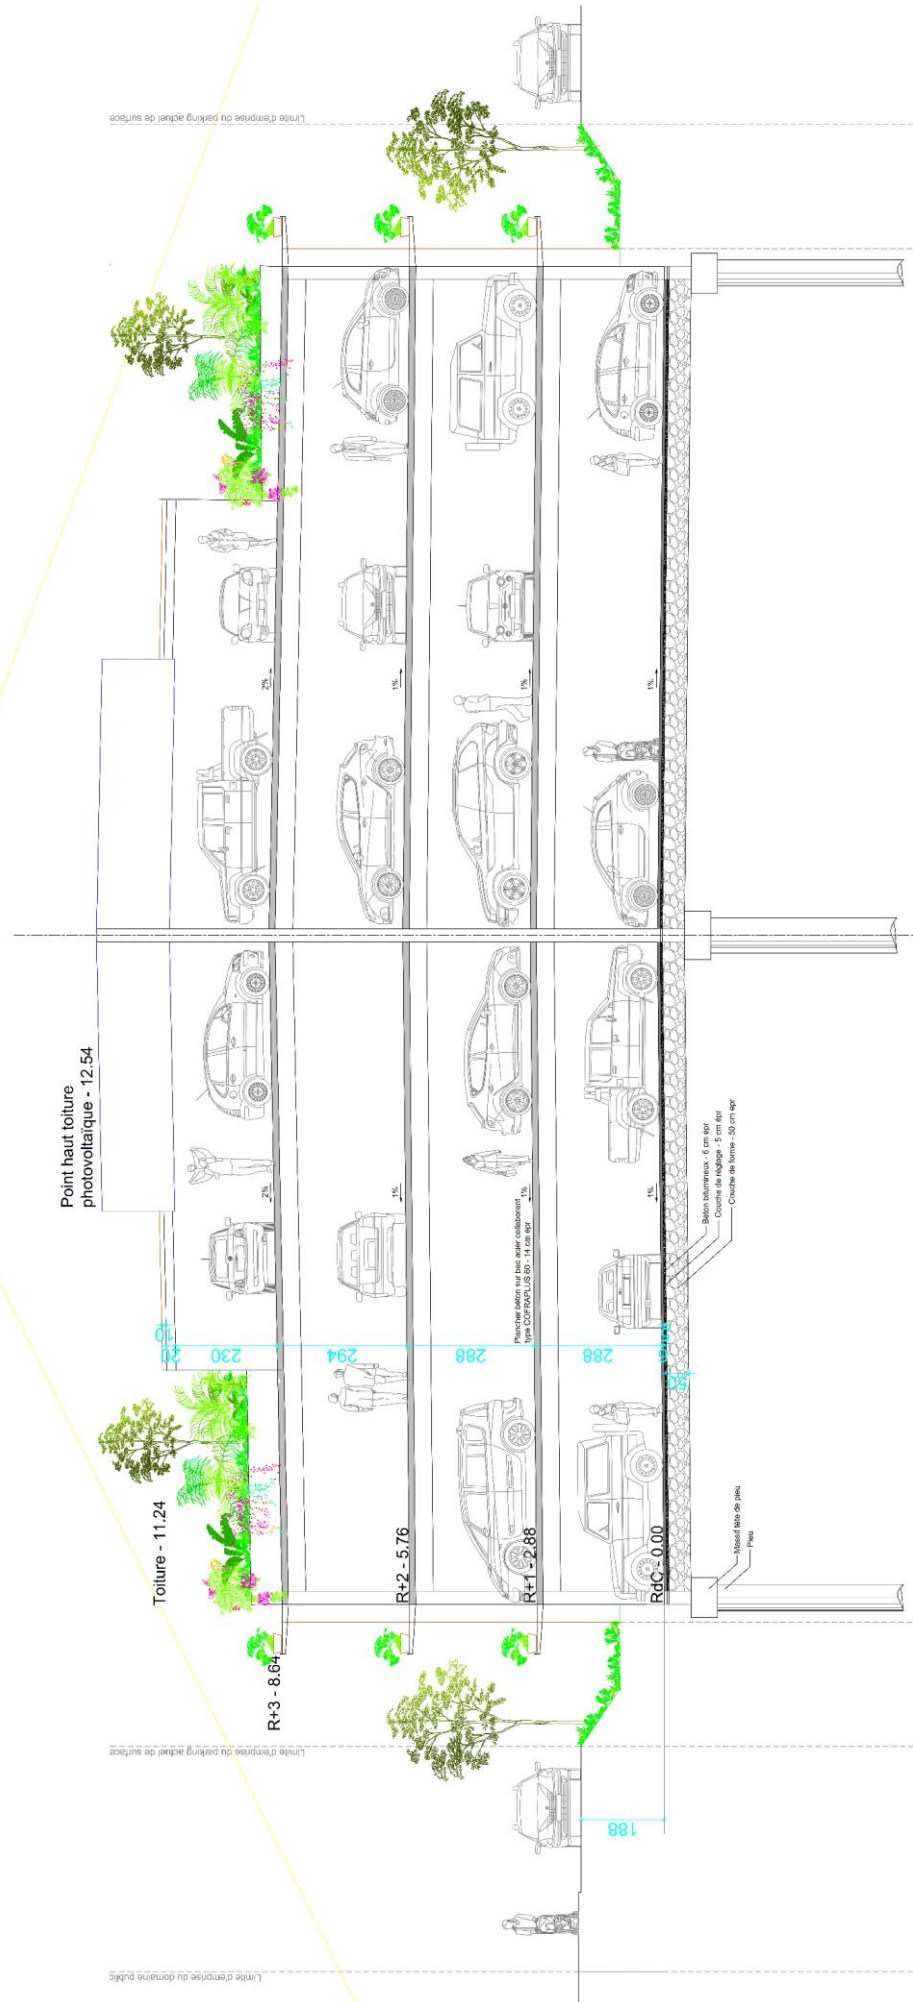 Limite d'emprise du parking actuel de surface
Point haut toiture
photovoltaïque - 12.54
2%
1%
1%
1%
2%
1%
1%
1%
Plancher béton sur bac acier collaborant
type COFRAPLUS 60 - 14 cm épr
Béton bitumineux - 6 cm épr
Couche de réglage - 5 cm épr
Couche de forme - 50 cm épr
10
20
230
294
288
288
50
Toiture - 11.24
R+3 - 8.64
R+2 - 5.76
R+1 - 2.88
RdC - 0.00
Massif tête de pieu
Pieu
Limite d'emprise du parking actuel de surface
188
Limite d'emprise du domaine public